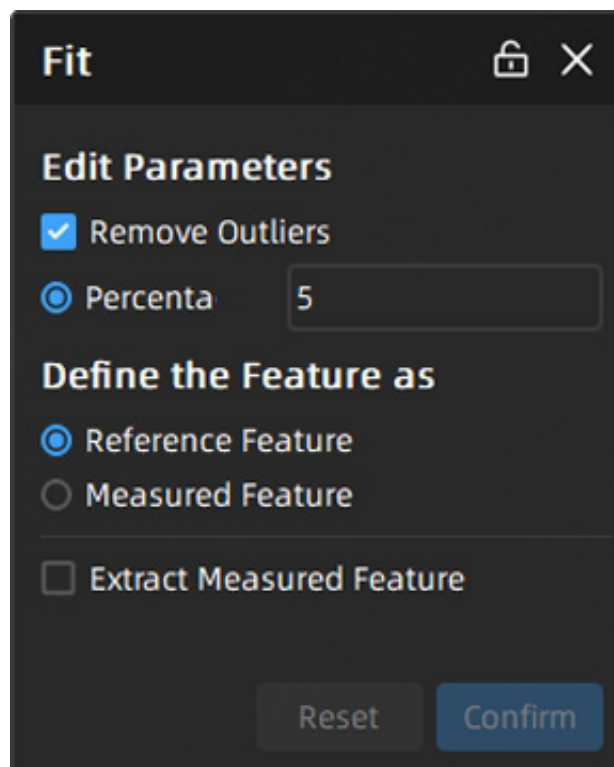 Fit
Edit Parameters
Remove Outliers
Percenta 5
Define the Feature as
Reference Feature
Measured Feature
Extract Measured Feature
Reset Confirm